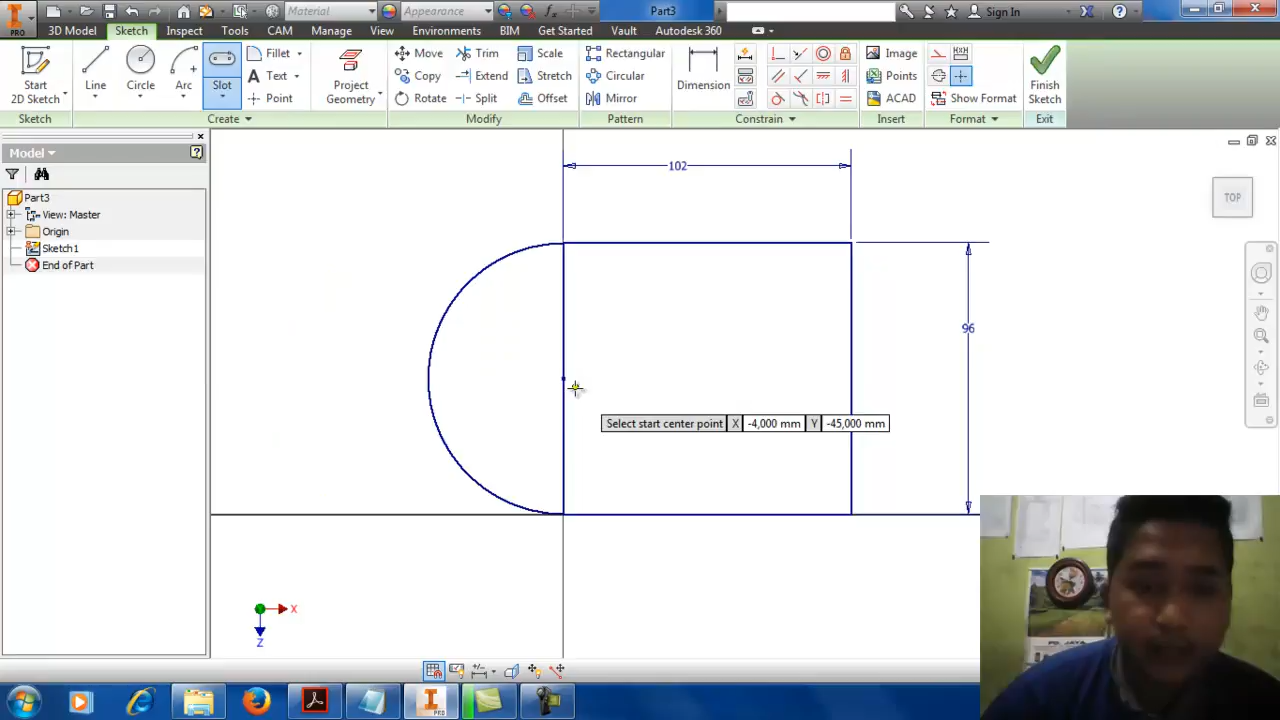 PRO
Material
Appearance
Part3
Sign In
3D Model Sketch Inspect Tools CAM Manage View Environments BIM Get Started Vault Autodesk 360
Start
2D Sketch
Line
Circle
Arc
Slot
Fillet
Text
Point
Project
Geometry
Move
Copy
Rotate
Trim
Extend
Split
Scale
Stretch
Offset
Rectangular
Circular
Mirror
Dimension
Image
Points
ACAD
Show Format
Finish
Sketch
Sketch Create Modify Pattern Constrain Insert Format Exit
Model
Part3
View: Master
Origin
Sketch1
End of Part
102
TOP
96
Select start center point X -4,000 mm Y -45,000 mm
X
Z
PRO